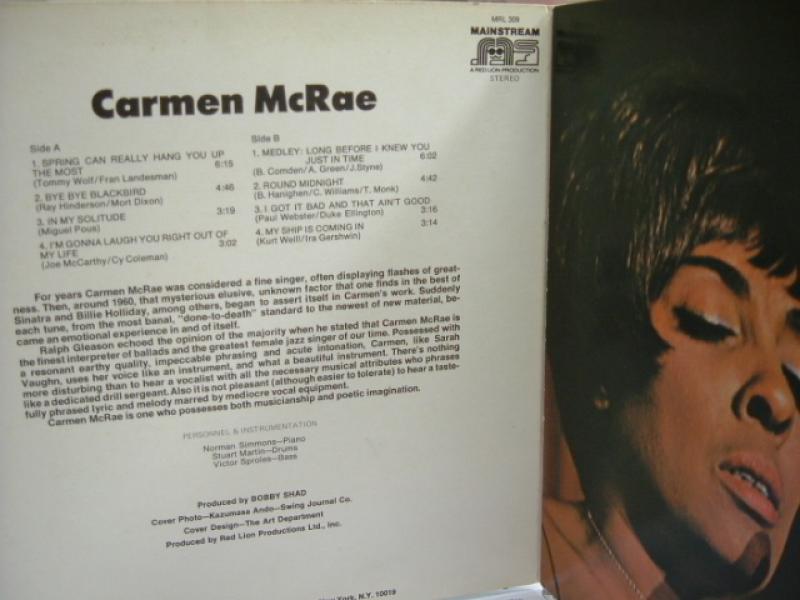 MRL 309
MAINSTREAM
A RED LION PRODUCTION
STEREO
Carmen McRae
Side A
1. SPRING CAN REALLY HANG YOU UP
THE MOST 6:15
(Tommy Wolf/Fran Landesman)
2. BYE BYE BLACKBIRD 4:46
(Ray Hinderson/Mort Dixon)
3. IN MY SOLITUDE 3:19
(Miguel Pous)
4. I'M GONNA LAUGH YOU RIGHT OUT OF
MY LIFE 3:02
(Joe McCarthy/Cy Coleman)
Side B
1. MEDLEY: LONG BEFORE I KNEW YOU
JUST IN TIME 6:02
(B. Comden/A. Green/J.Styne)
2. ROUND MIDNIGHT 4:42
(B. Hanighen/C. Williams/T. Monk)
3. I GOT IT BAD AND THAT AIN'T GOOD
(Paul Webster/Duke Ellington) 3:16
4. MY SHIP IS COMING IN 3:14
(Kurt Weill/Ira Gershwin)
For years Carmen McRae was considered a fine singer, often displaying flashes of great-
ness. Then, around 1960, that mysterious elusive, unknown factor that one finds in the best of
Sinatra and Billie Holliday, among others, began to assert itself in Carmen's work. Suddenly
each tune, from the most banal, "done-to-death" standard to the newest of new material, be-
came an emotional experience in and of itself.
Ralph Gleason echoed the opinion of the majority when he stated that Carmen McRae is
the finest interpreter of ballads and the greatest female jazz singer of our time. Possessed with
a resonant earthy quality, impeccable phrasing and acute intonation, Carmen, like Sarah
Vaughn, uses her voice like an instrument, and what a beautiful instrument. There's nothing
more disturbing than to hear a vocalist with all the necessary musical attributes who phrases
like a dedicated drill sergeant. Also it is not pleasant (although easier to tolerate) to hear a taste-
fully phrased lyric and melody marred by mediocre vocal equipment.
Carmen McRae is one who possesses both musicianship and poetic imagination.
PERSONNEL & INSTRUMENTATION
Norman Simmons—Piano
Stuart Martin—Drums
Victor Sproles—Bass
Produced by BOBBY SHAD
Cover Photo—Kazumasa Ando—Swing Journal Co.
Cover Design—The Art Department
Produced by Red Lion Productions Ltd., Inc.
York, N.Y. 10019